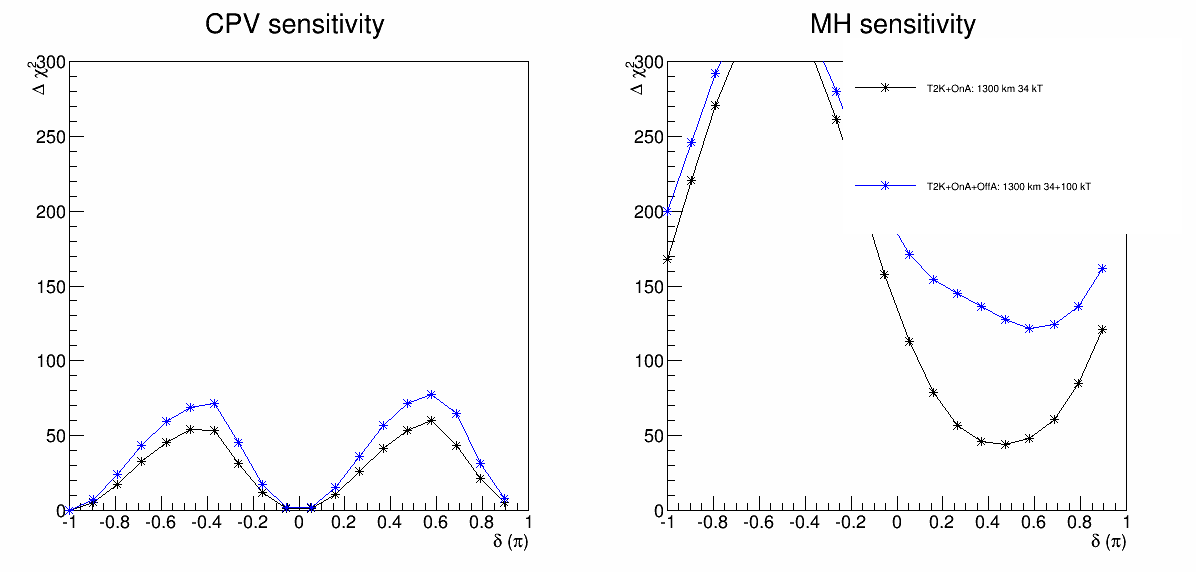 CPV sensitivity
Δ χ²
300
250
200
150
100
50
0
-1 -0.8 -0.6 -0.4 -0.2 0 0.2 0.4 0.6 0.8 1
δ (π)
MH sensitivity
Δ χ²
300
250
200
150
100
50
0
-1 -0.8 -0.6 -0.4 -0.2 0 0.2 0.4 0.6 0.8 1
δ (π)
T2K+OnA: 1300 km 34 kT
T2K+OnA+OffA: 1300 km 34+100 kT